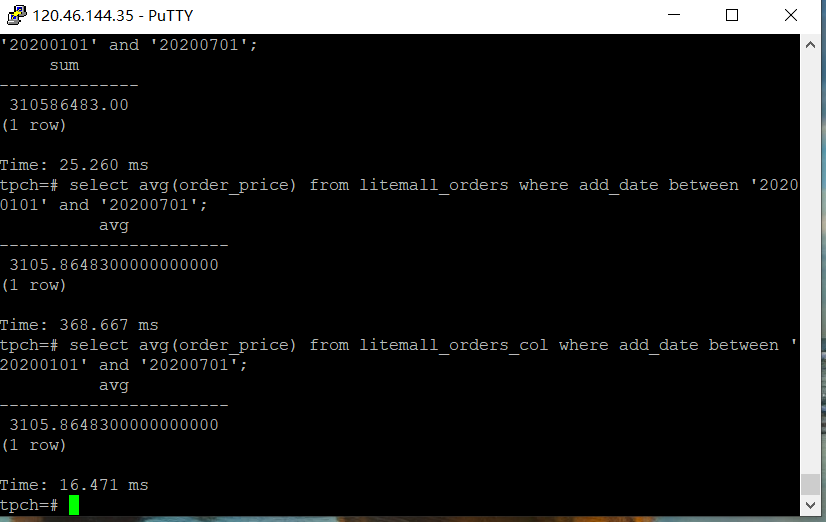 120.46.144.35 - PuTTY
'20200101' and '20200701';
     sum
--------------
 310586483.00
(1 row)

Time: 25.260 ms
tpch=# select avg(order_price) from litemall_orders where add_date between '2020
0101' and '20200701';
          avg
-----------------------
 3105.8648300000000000
(1 row)

Time: 368.667 ms
tpch=# select avg(order_price) from litemall_orders_col where add_date between '
20200101' and '20200701';
          avg
-----------------------
 3105.8648300000000000
(1 row)

Time: 16.471 ms
tpch=#